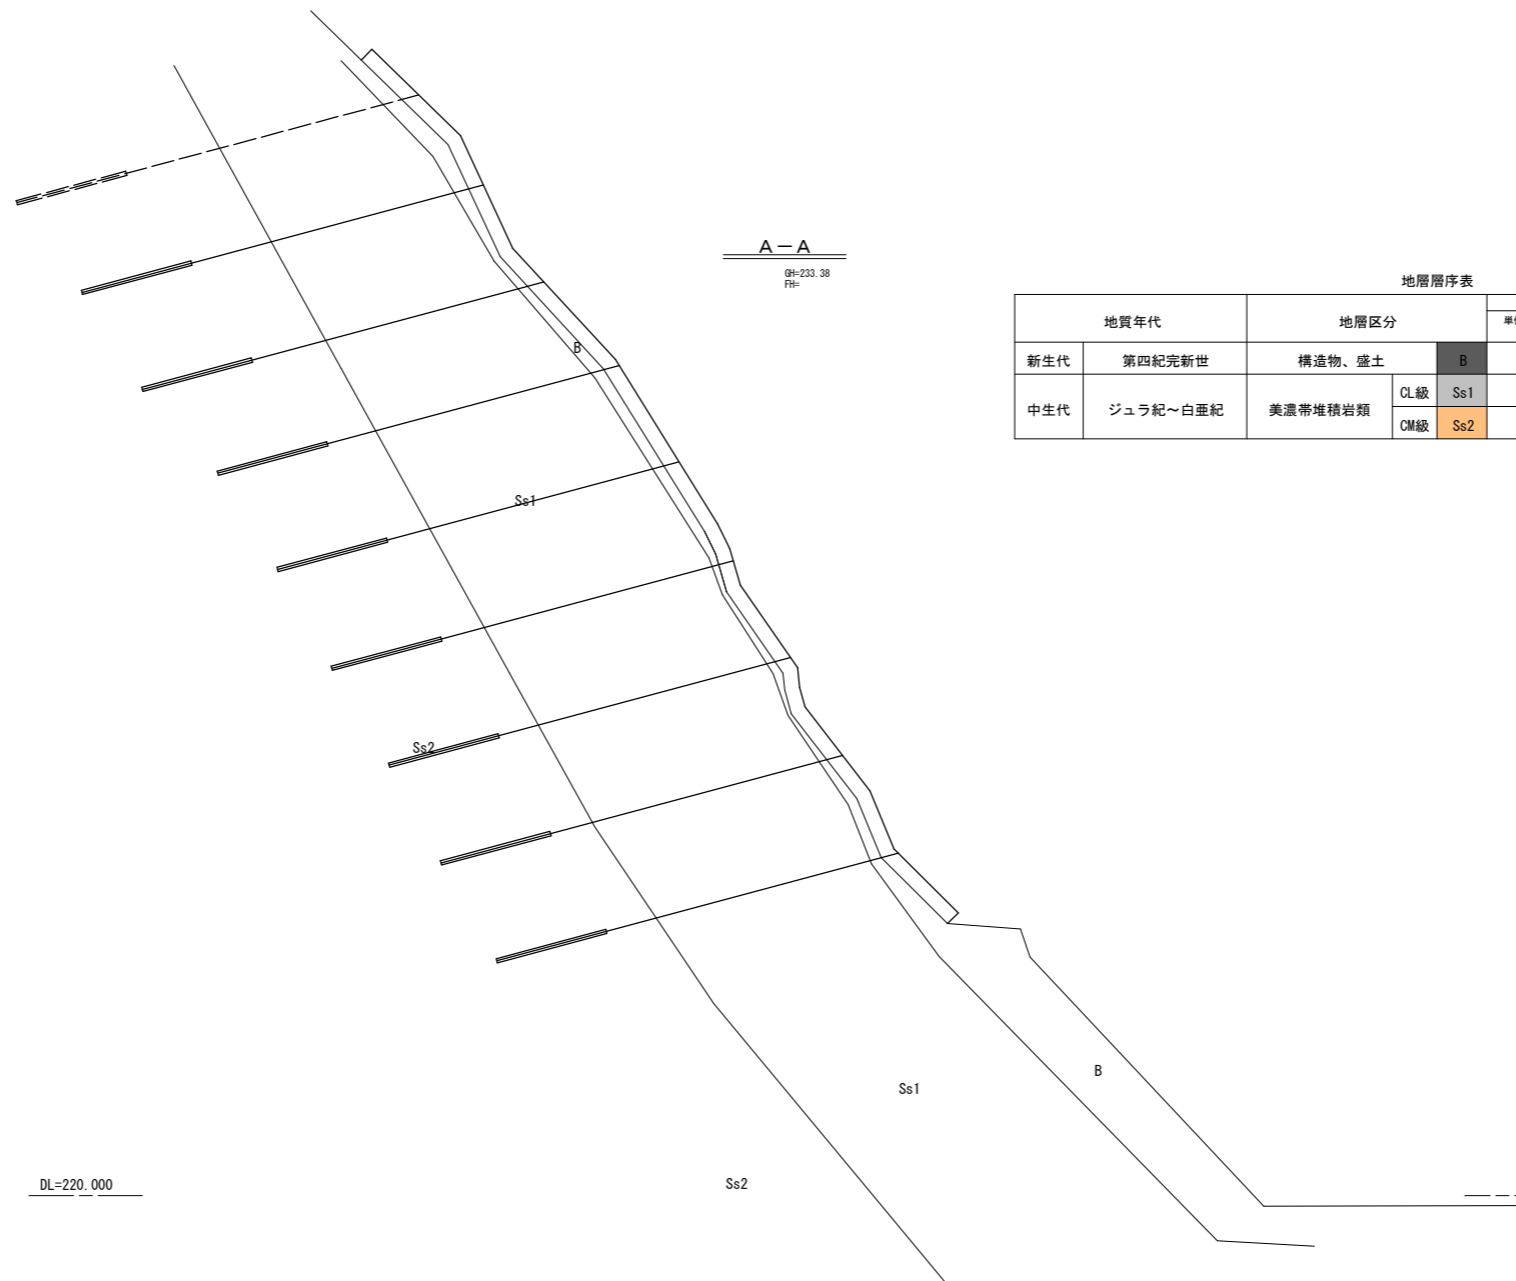 A－A
GH=233.38
FH=
地層層序表
地質年代 地層区分
新生代 第四紀完新世 構造物、盛土 B
中生代 ジュラ紀～白亜紀 美濃帯堆積岩類 CL級 Ss1
CM級 Ss2
B
Ss1
Ss2
B
Ss1
Ss2
DL=220.000